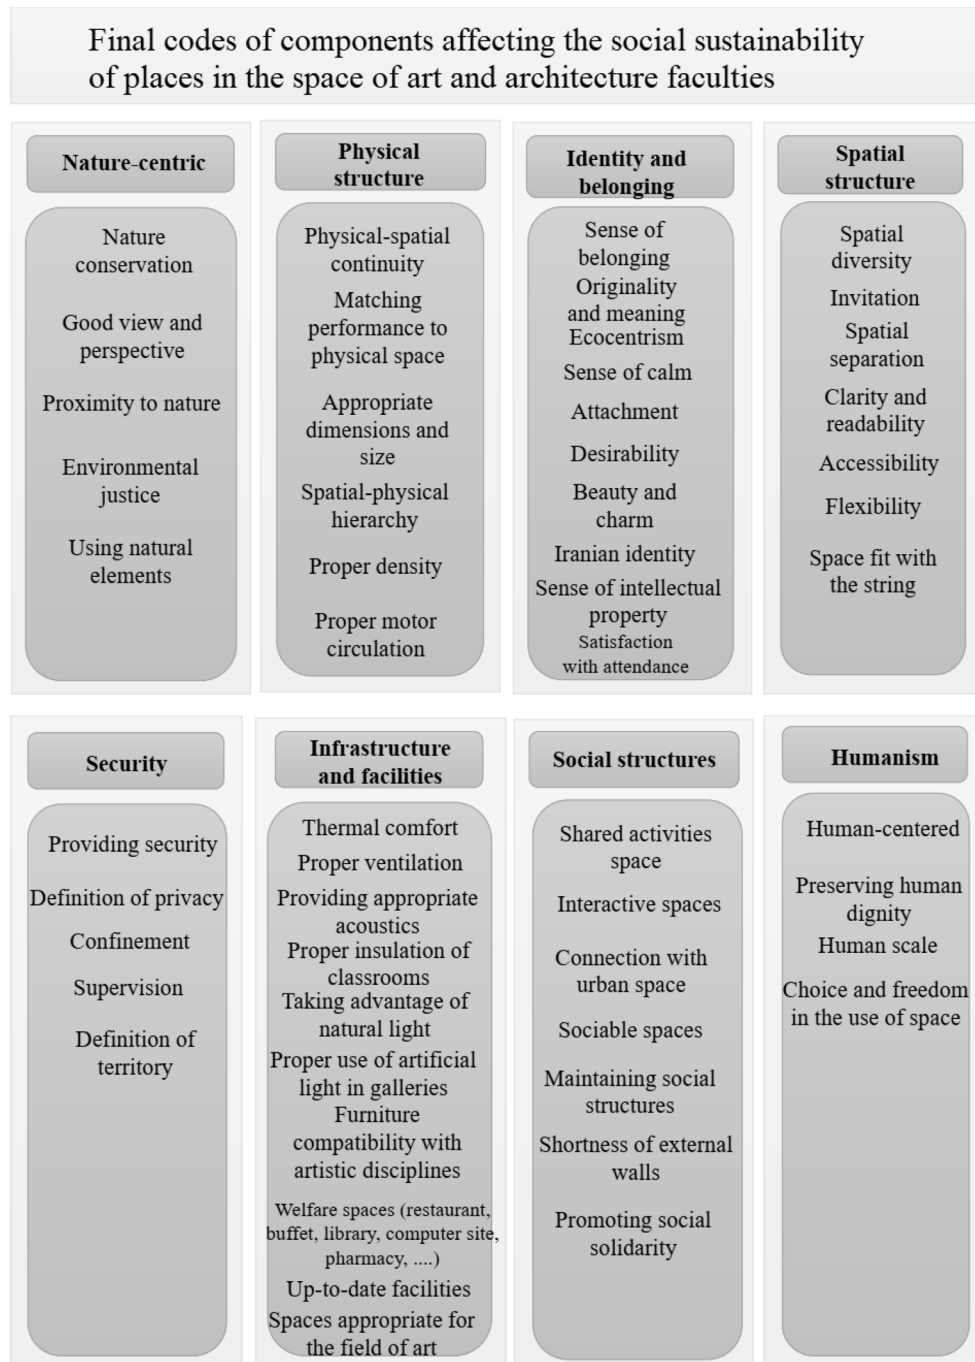 Final codes of components affecting the social sustainability
of places in the space of art and architecture faculties
Nature-centric
Nature
conservation
Good view and
perspective
Proximity to nature
Environmental
justice
Using natural
elements
Physical
structure
Physical-spatial
continuity
Matching
performance to
physical space
Appropriate
dimensions and
size
Spatial-physical
hierarchy
Proper density
Proper motor
circulation
Identity and
belonging
Sense of
belonging
Originality
and meaning
Ecocentrism
Sense of calm
Attachment
Desirability
Beauty and
charm
Iranian identity
Sense of intellectual
property
Satisfaction
with attendance
Spatial
structure
Spatial
diversity
Invitation
Spatial
separation
Clarity and
readability
Accessibility
Flexibility
Space fit with
the string
Security
Providing security
Definition of privacy
Confinement
Supervision
Definition of
territory
Infrastructure
and facilities
Thermal comfort
Proper ventilation
Providing appropriate
acoustics
Proper insulation of
classrooms
Taking advantage of
natural light
Proper use of artificial
light in galleries
Furniture
compatibility with
artistic disciplines
Welfare spaces (restaurant,
buffet, library, computer site,
pharmacy, ....)
Up-to-date facilities
Spaces appropriate for
the field of art
Social structures
Shared activities
space
Interactive spaces
Connection with
urban space
Sociable spaces
Maintaining social
structures
Shortness of external
walls
Promoting social
solidarity
Humanism
Human-centered
Preserving human
dignity
Human scale
Choice and freedom
in the use of space